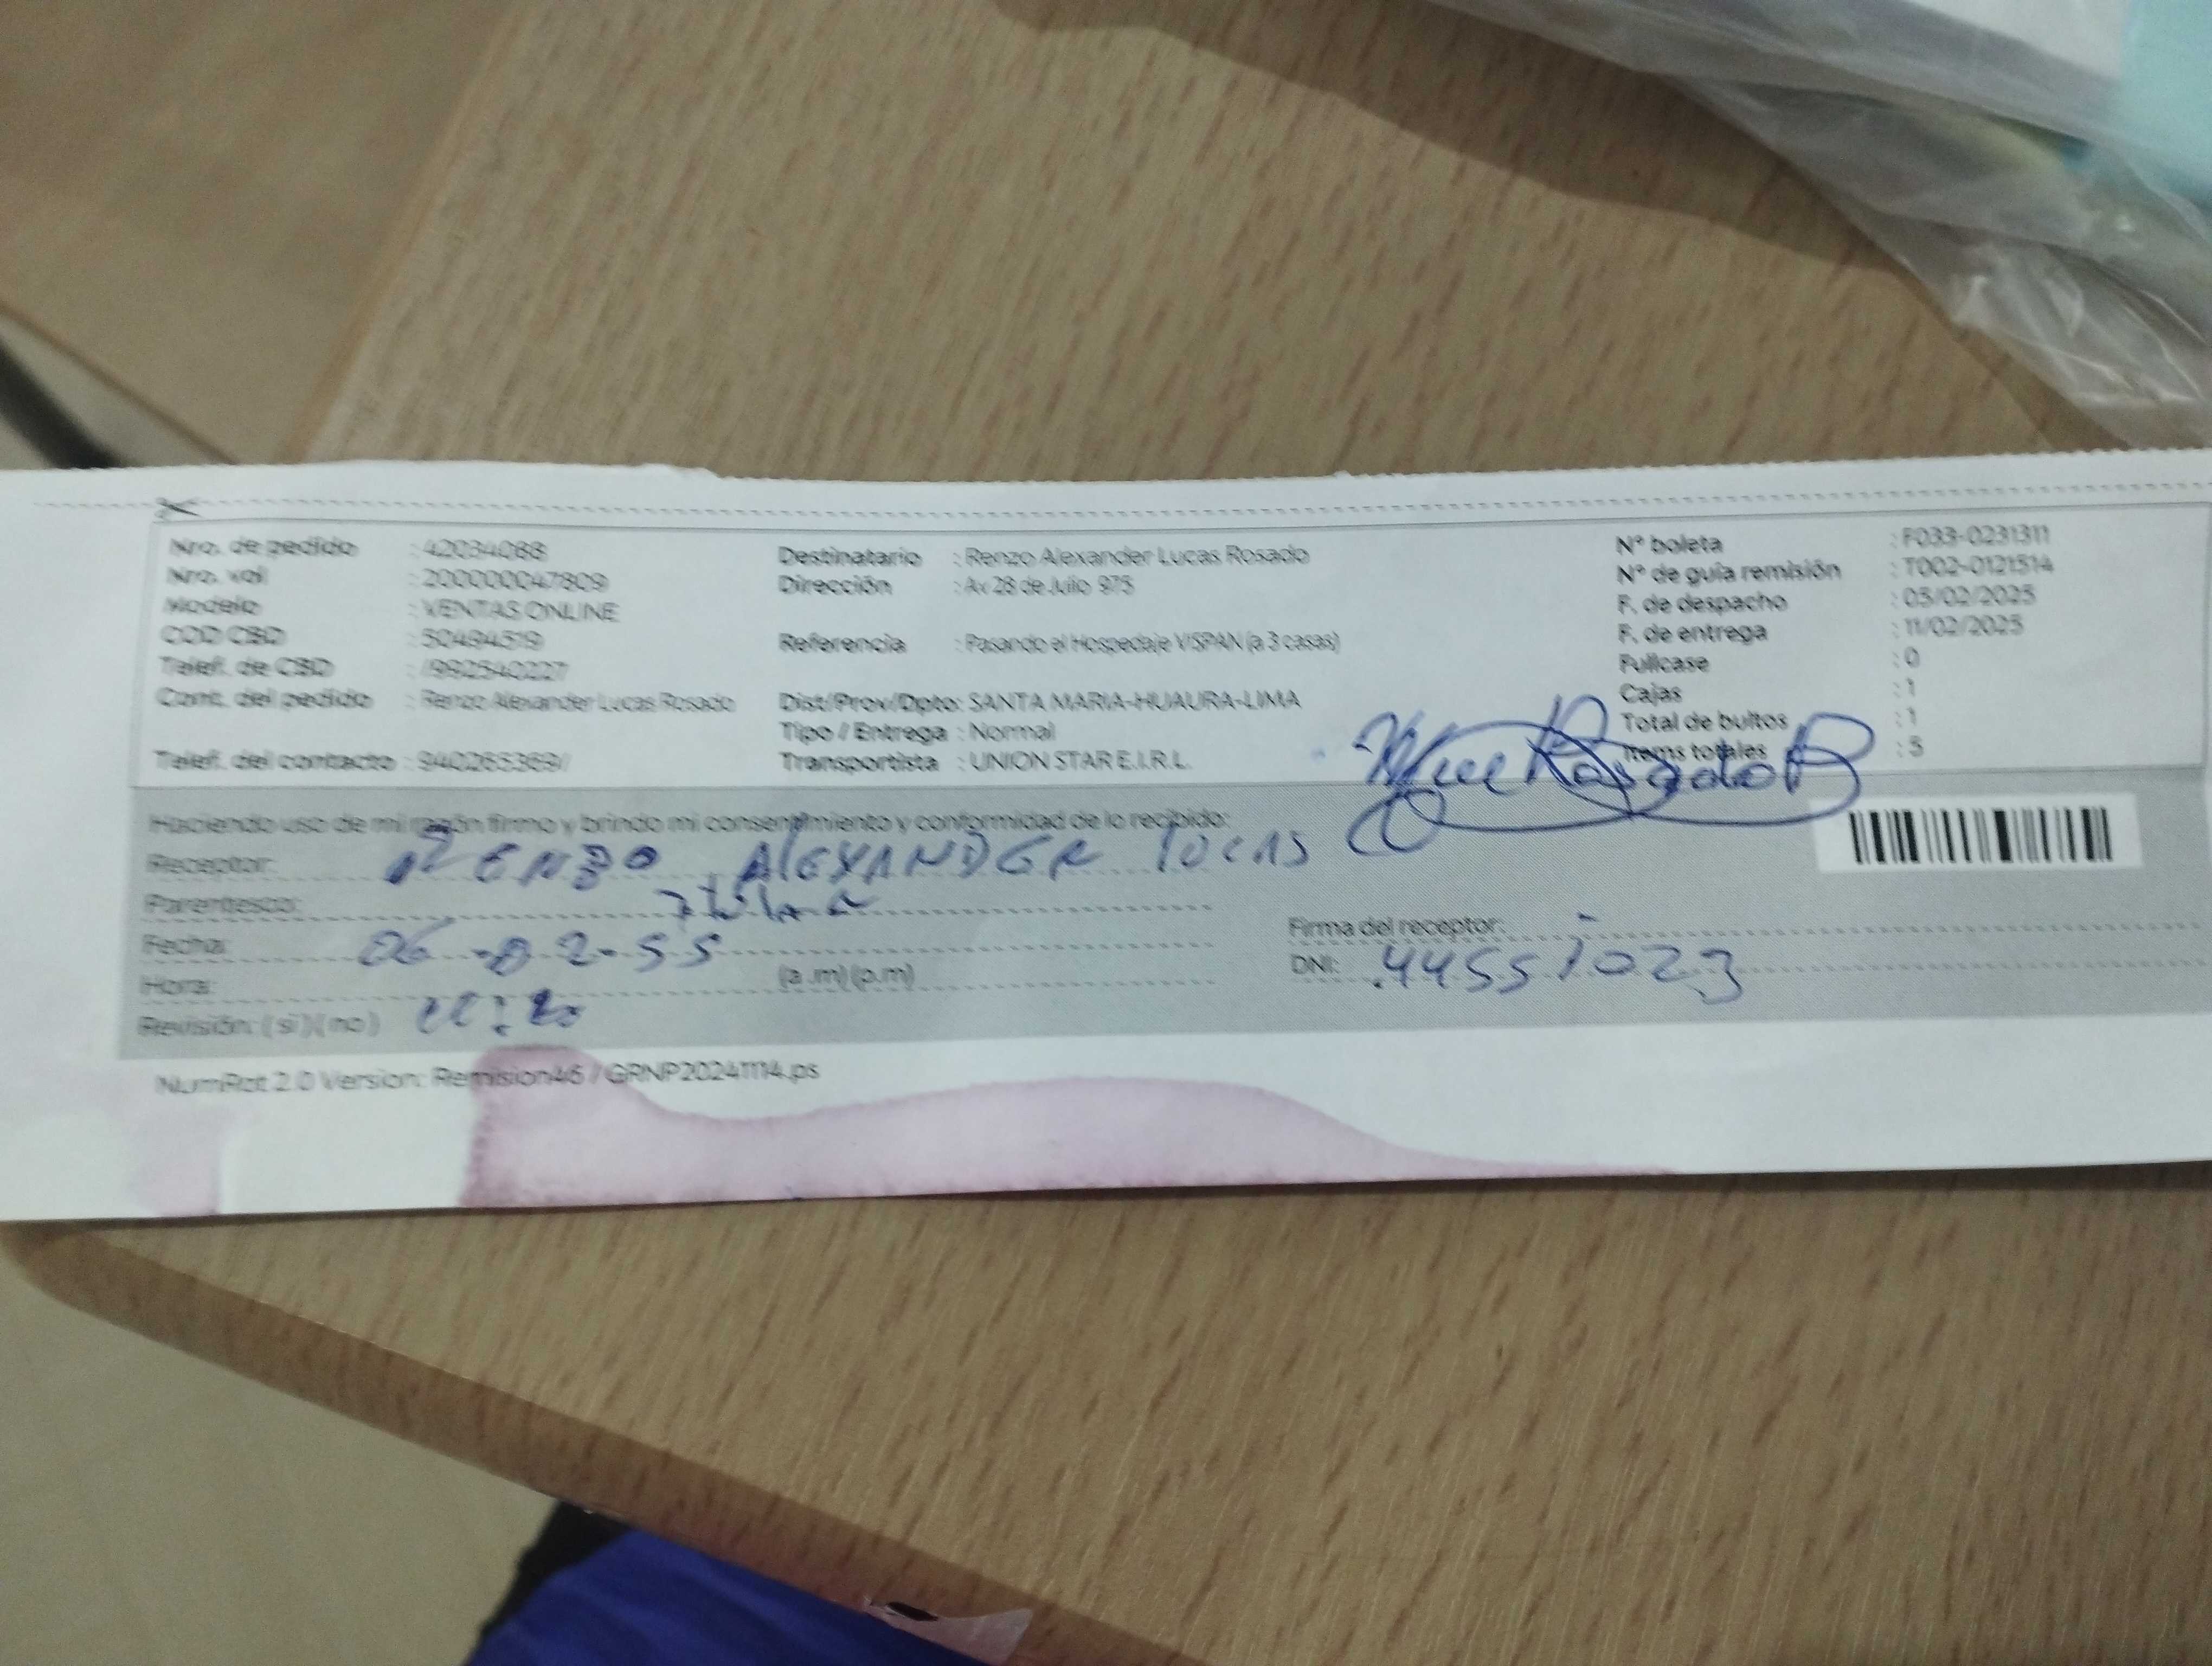 Nro. de pedido : 42034088
Nro. vol : 200000047809
Modelo : VENTAS ONLINE
COD CBD : 50494519
Telef. de CBD : /992540227
Cont. del pedido : Renzo Alexander Lucas Rosado
Telef. del contacto : 940265369/
Destinatario : Renzo Alexander Lucas Rosado
Dirección : Av 28 de Julio 975
Referencia : Pasando el Hospedaje VISPAN (a 3 casas)
Dist/Prov/Dpto: SANTA MARIA-HUAURA-LIMA
Tipo / Entrega : Normal
Transportista : UNION STAR E.I.R.L.
N° boleta : F033-0231311
N° de guía remisión : T002-0121514
F. de despacho : 05/02/2025
F. de entrega : 11/02/2025
Fullcase : 0
Cajas : 1
Total de bultos : 1
Items totales : 5
Haciendo uso de mi razón firmo y brindo mi consentimiento y conformidad de lo recibido:
Receptor: RENZO ALEXANDER LUCAS
Parentesco: Titular
Fecha: 06-02-55
Hora: (a .m) (p.m)
Revisión: ( si ) ( no )
Firma del receptor:
DNI: 44551023
NumRot 2.0 Version: Remision46 / GRNP20241114.ps